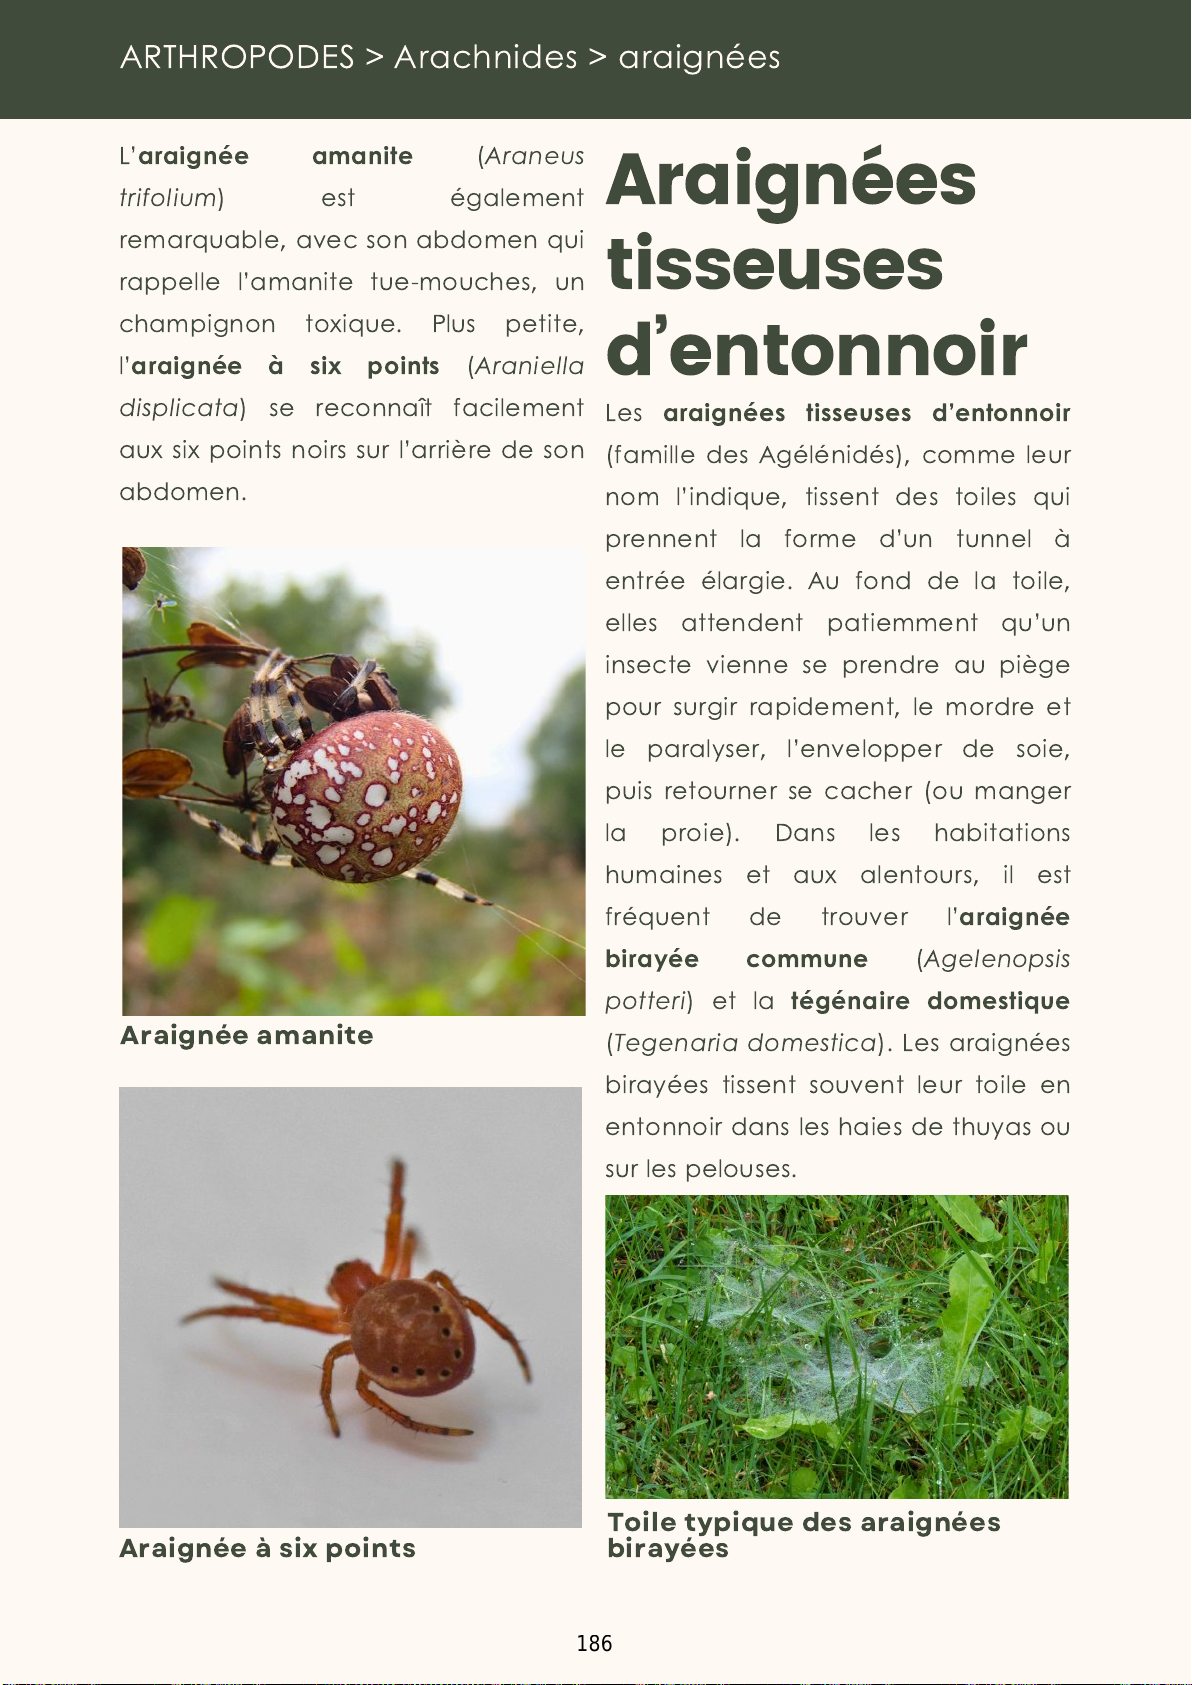 ARTHROPODES > Arachnides > araignées
L'araignée amanite (Araneus
trifolium) est également
remarquable, avec son abdomen qui
rappelle l'amanite tue-mouches, un
champignon toxique. Plus petite,
l'araignée à six points (Araniella
displicata) se reconnaît facilement
aux six points noirs sur l'arrière de son
abdomen.
Araignée amanite
Araignée à six points
Araignées
tisseuses
d'entonnoir
Les araignées tisseuses d'entonnoir
(famille des Agélénidés), comme leur
nom l'indique, tissent des toiles qui
prennent la forme d'un tunnel à
entrée élargie. Au fond de la toile,
elles attendent patiemment qu'un
insecte vienne se prendre au piège
pour surgir rapidement, le mordre et
le paralyser, l'envelopper de soie,
puis retourner se cacher (ou manger
la proie). Dans les habitations
humaines et aux alentours, il est
fréquent de trouver l'araignée
birayée commune (Agelenopsis
potteri) et la tégénaire domestique
(Tegenaria domestica). Les araignées
birayées tissent souvent leur toile en
entonnoir dans les haies de thuyas ou
sur les pelouses.
Toile typique des araignées
birayées
186